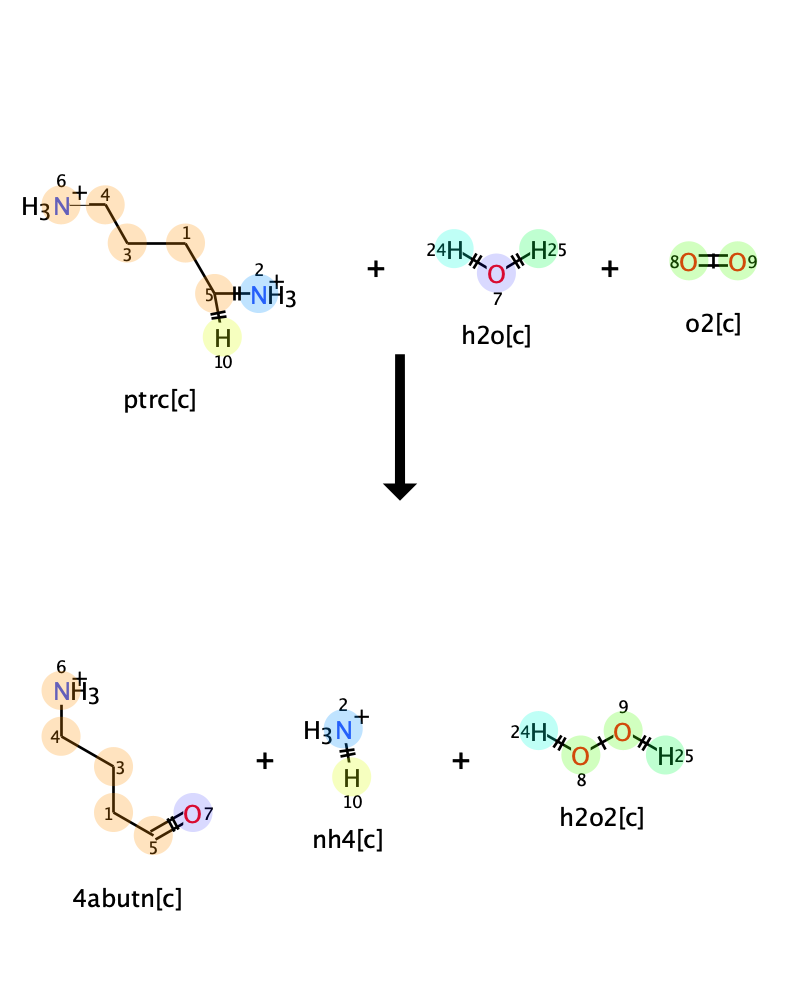 6 + 4
H3N
3 1 2 +
5 NH3
H
10
ptrc[c]
+
24H H25
O
7
h2o[c]
+
8O O9
o2[c]
6 +
NH3
4 3
1 O7
5
4abutn[c]
+
2 +
H3N
H
10
nh4[c]
+
9
24H O
O H25
8
h2o2[c]